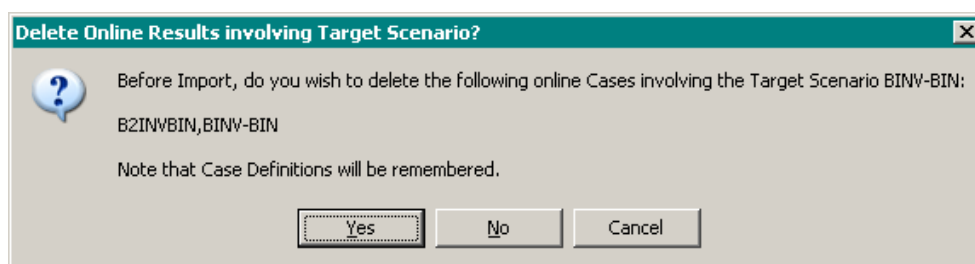 Delete Online Results involving Target Scenario?
Before Import, do you wish to delete the following online Cases involving the Target Scenario BINV-BIN:
B2INVBIN,BINV-BIN
Note that Case Definitions will be remembered.
Yes No Cancel